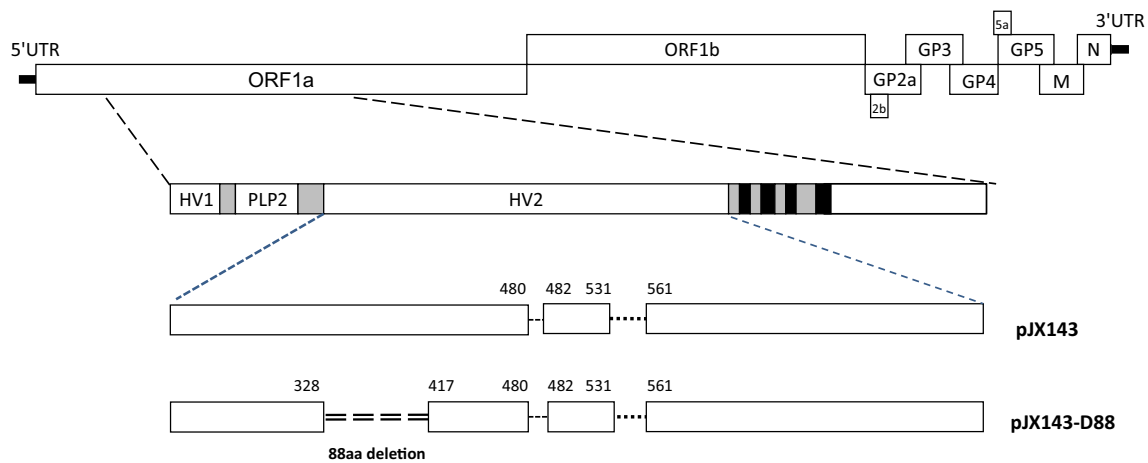 5'UTR
ORF1a
ORF1b
GP2a
2b
GP3
GP4
5a
GP5
M
N
3'UTR
HV1
PLP2
HV2
480
482
531
561
pJX143
328
417
480
482
531
561
pJX143-D88
88aa deletion